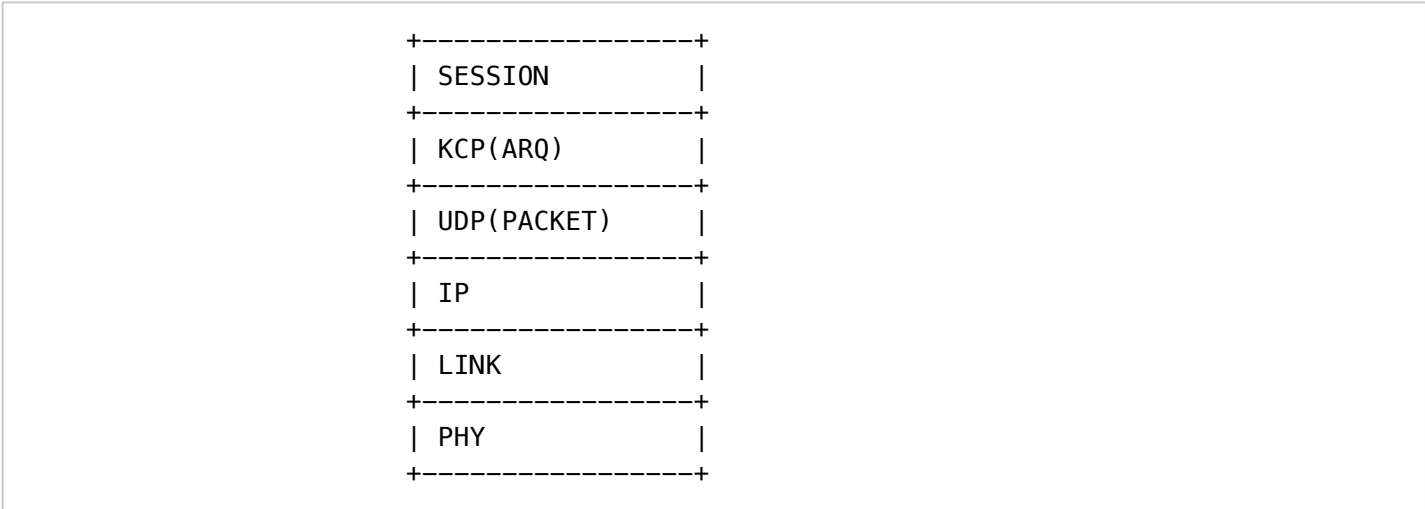 +-----------------+
| SESSION         |
+-----------------+
| KCP(ARQ)        |
+-----------------+
| UDP(PACKET)     |
+-----------------+
| IP              |
+-----------------+
| LINK            |
+-----------------+
| PHY             |
+-----------------+